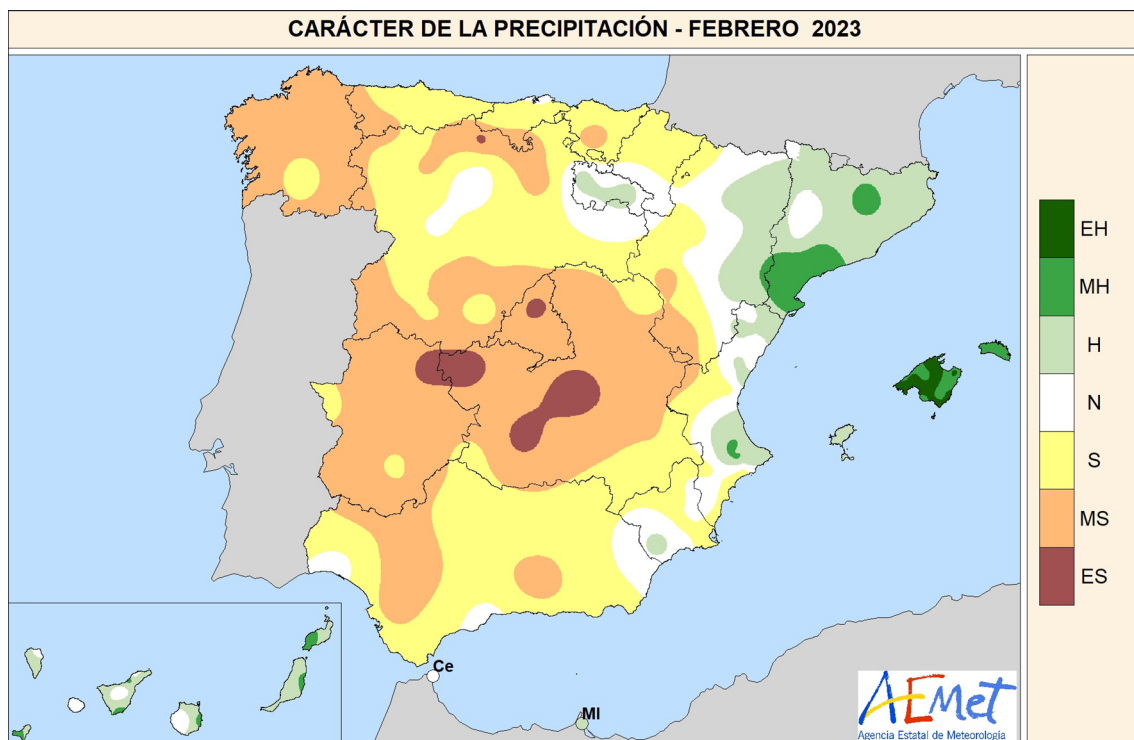 CARÁCTER DE LA PRECIPITACIÓN - FEBRERO 2023
EH
MH
H
N
S
MS
ES
Ce
Ml
AEMet
Agencia Estatal de Meteorología